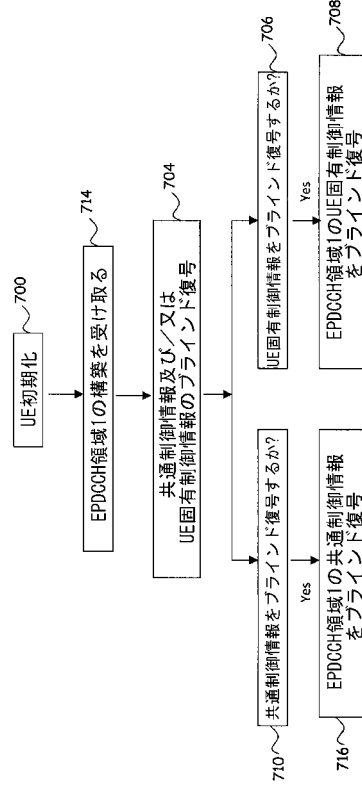 UE初期化
700
EPDCCH領域1の構築を受け取る
714
共通制御情報及び／又は
UE固有制御情報のブラインド復号
704
共通制御情報をブラインド復号するか?
710
UE固有制御情報をブラインド復号するか?
706
Yes
Yes
EPDCCH領域1の共通制御情報
をブラインド復号
716
EPDCCH領域1のUE固有制御情報
をブラインド復号
708